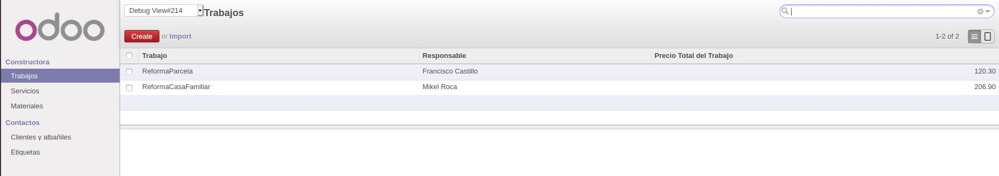 odoo
Constructora
Trabajos
Servicios
Materiales
Contactos
Clientes y albañiles
Etiquetas
Debug View#214 Trabajos
Create or Import 1-2 of 2
Trabajo Responsable Precio Total del Trabajo
ReformaParcela Francisco Castillo 120.30
ReformaCasaFamiliar Mikel Roca 206.90